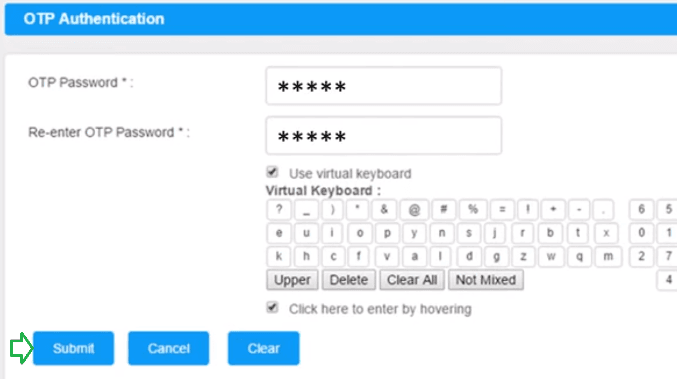 OTP Authentication
OTP Password * :
*****
Re-enter OTP Password * :
*****
Use virtual keyboard
Virtual Keyboard :
? _ ) * & @ # % = ! + - . 6 5
e u i o p y n s j r b t x 0 1
k h c f v a l d g z w q m 2 7
Upper Delete Clear All Not Mixed 4
Click here to enter by hovering
Submit Cancel Clear